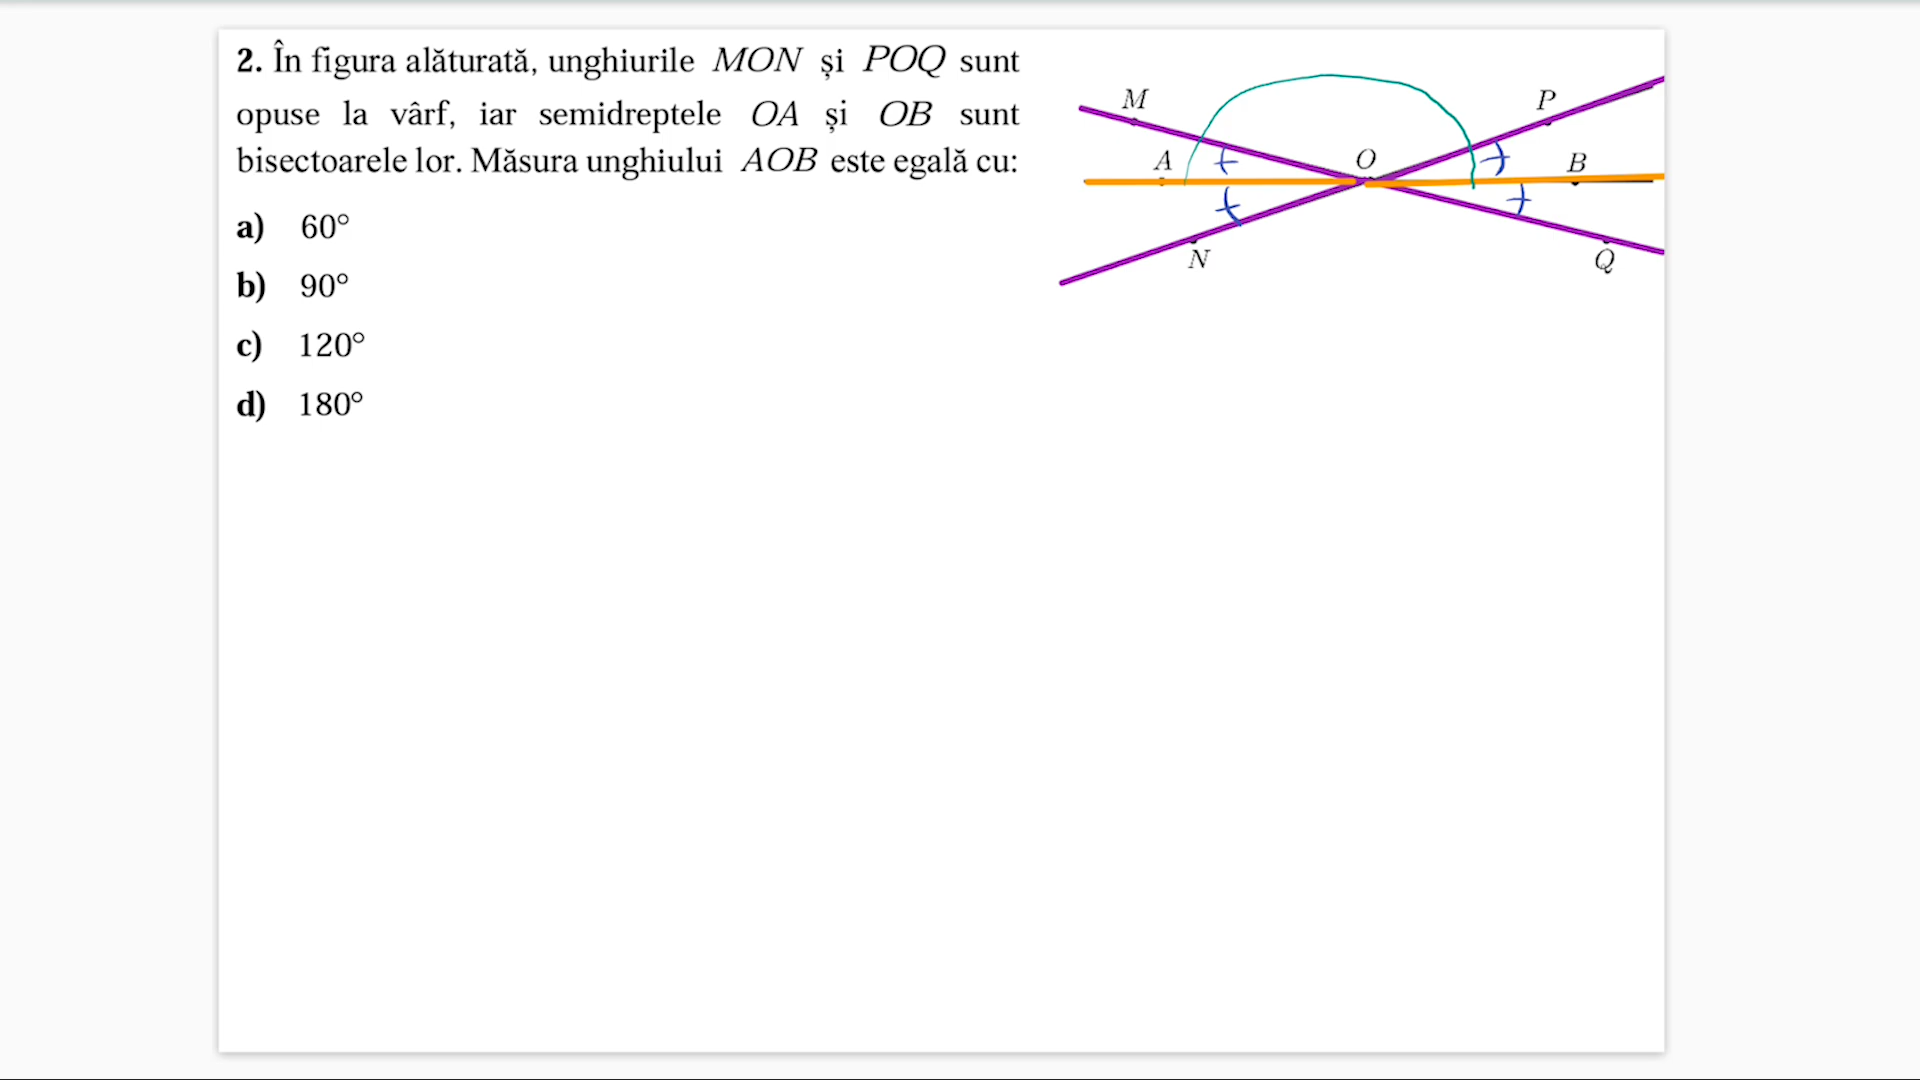 2. În figura alăturată, unghiurile MON și POQ sunt
opuse la vârf, iar semidreptele OA și OB sunt
bisectoarele lor. Măsura unghiului AOB este egală cu:
a) 60°
b) 90°
c) 120°
d) 180°
M
P
A
O
B
N
Q